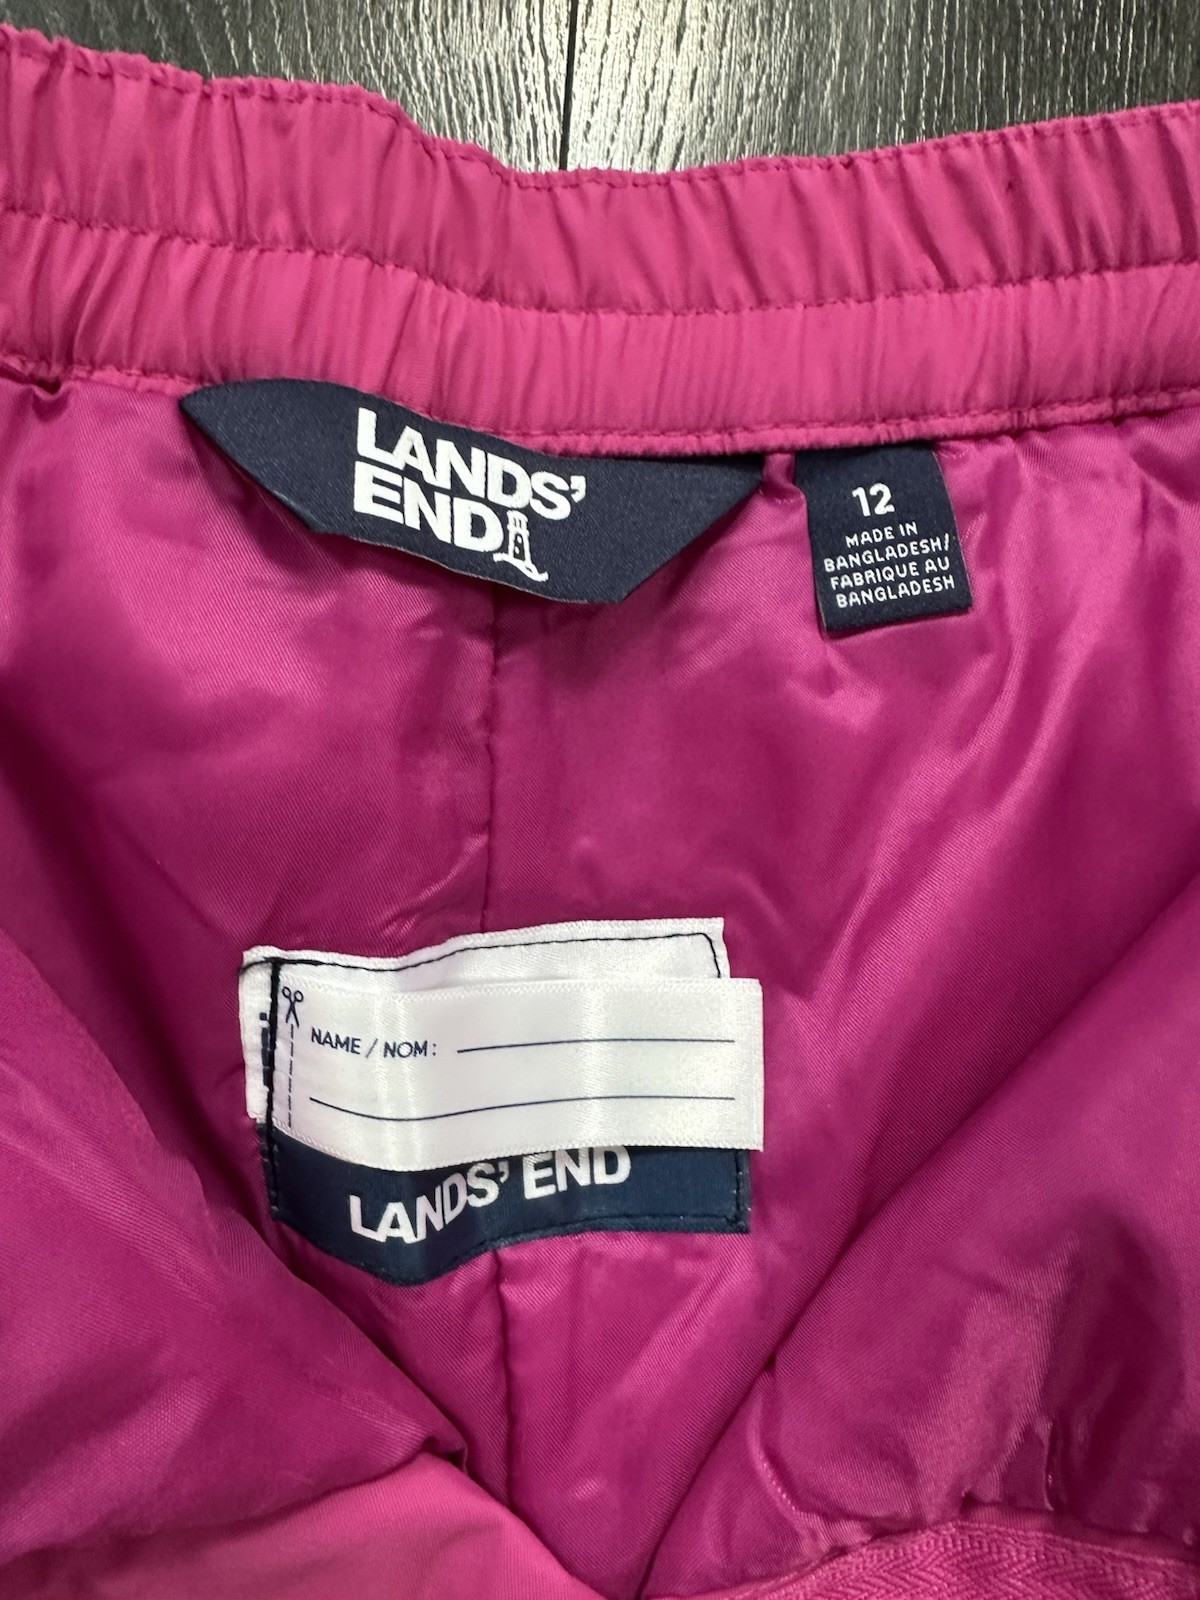 LANDS'
END
12
MADE IN
BANGLADESH/
FABRIQUE AU
BANGLADESH
NAME / NOM:
LANDS' END